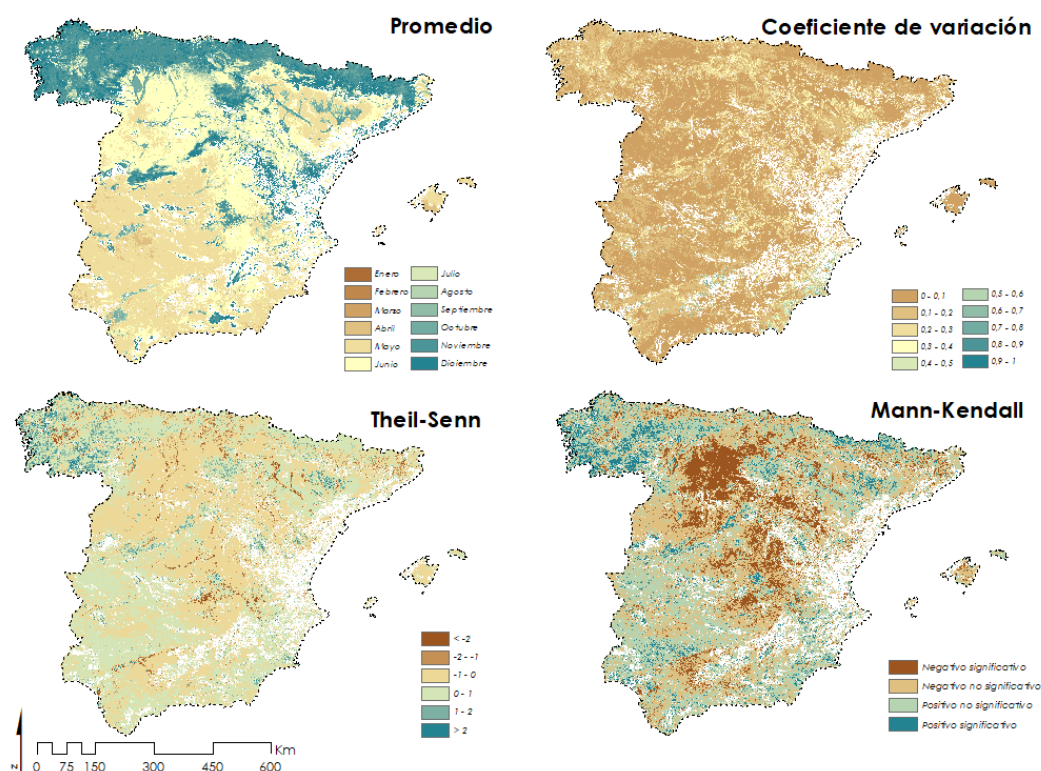 Promedio
Enero
Febrero
Marzo
Abril
Mayo
Junio
Julio
Agosto
Septiembre
Octubre
Noviembre
Diciembre
Coeficiente de variación
0 - 0,1
0,1 - 0,2
0,2 - 0,3
0,3 - 0,4
0,4 - 0,5
0,5 - 0,6
0,6 - 0,7
0,7 - 0,8
0,8 - 0,9
0,9 - 1
Theil-Senn
< -2
-2 - -1
-1 - 0
0 - 1
1 - 2
> 2
N
Km
0 75 150 300 450 600
Mann-Kendall
Negativo significativo
Negativo no significativo
Positivo no significativo
Positivo significativo